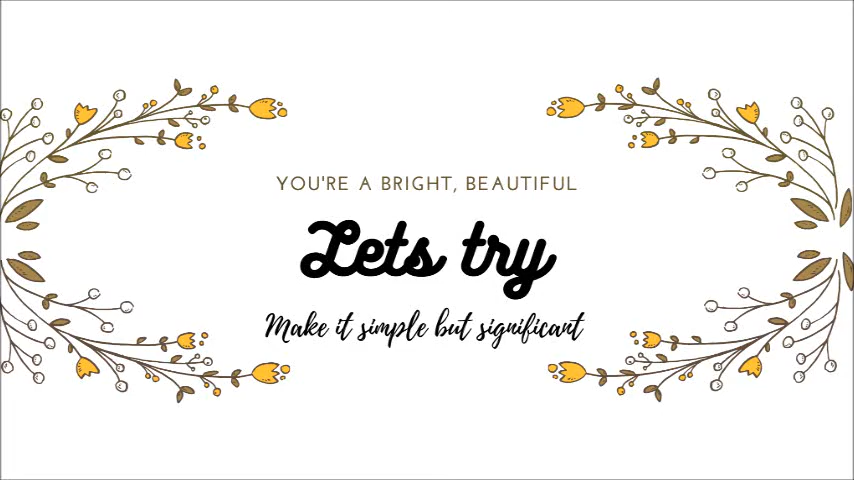 YOU'RE A BRIGHT, BEAUTIFUL
Lets try
Make it simple but significant